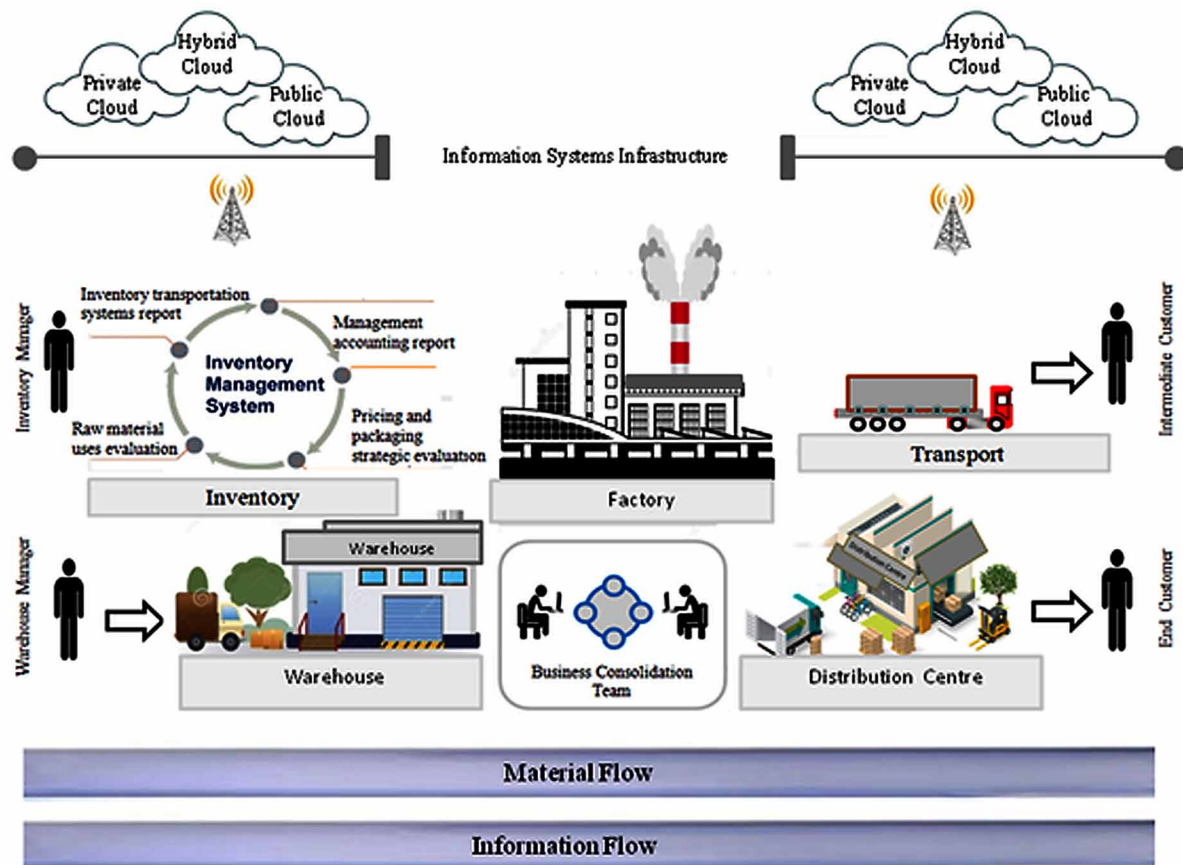 Hybrid
Cloud
Private
Cloud
Public
Cloud
Hybrid
Cloud
Private
Cloud
Public
Cloud
Information Systems Infrastructure
Inventory Manager
Inventory transportation
systems report
Management
accounting report
Inventory
Management
System
Raw material
uses evaluation
Pricing and
packaging
strategic evaluation
Inventory
Factory
Transport
Intermediate Customer
Warehouse Manager
Warehouse
Warehouse
Business Consolidation
Team
Distribution Centre
Distribution Centre
End Customer
Material Flow
Information Flow